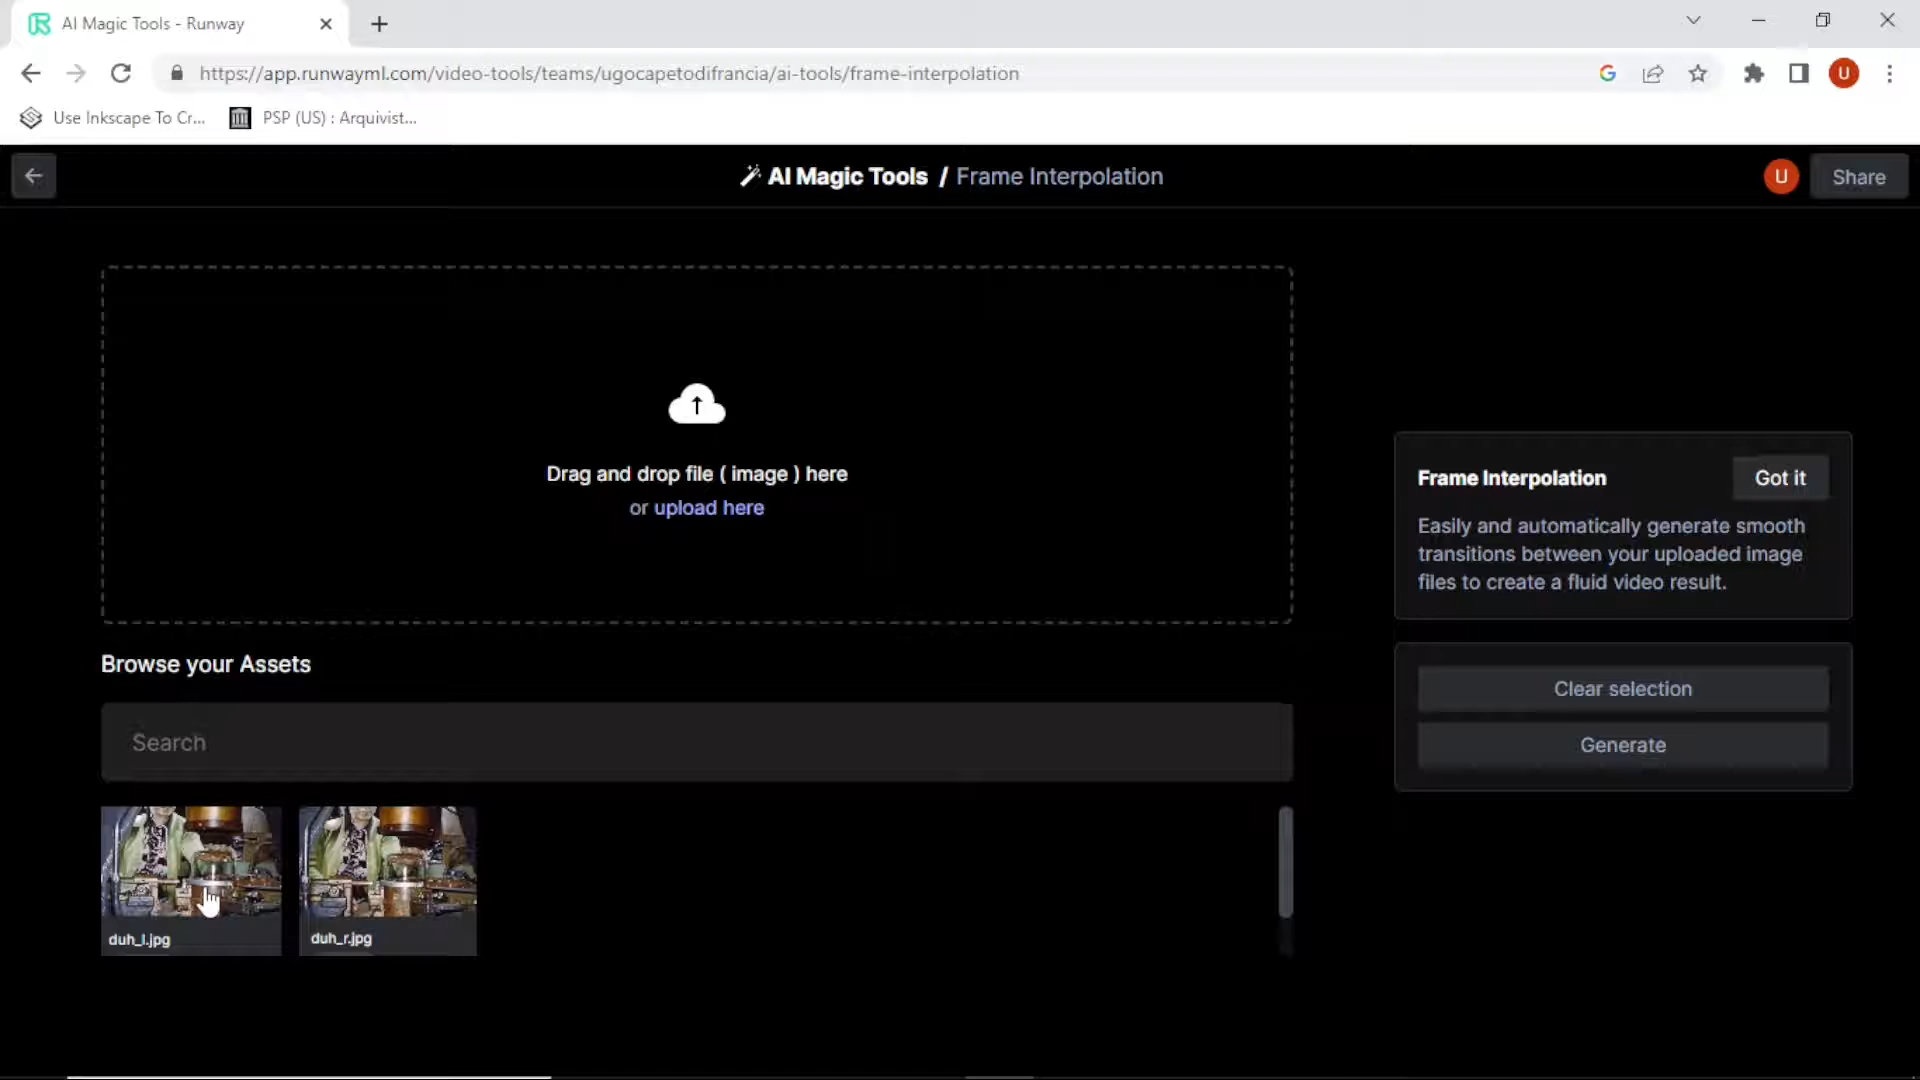 AI Magic Tools - Runway
https://app.runwayml.com/video-tools/teams/ugocapetodifrancia/ai-tools/frame-interpolation
U
Use Inkscape To Cr...
PSP (US) : Arquivist...
AI Magic Tools / Frame Interpolation
U
Share
Drag and drop file ( image ) here
or upload here
Frame Interpolation
Got it
Easily and automatically generate smooth
transitions between your uploaded image
files to create a fluid video result.
Browse your Assets
Clear selection
Search
Generate
duh_l.jpg
duh_r.jpg